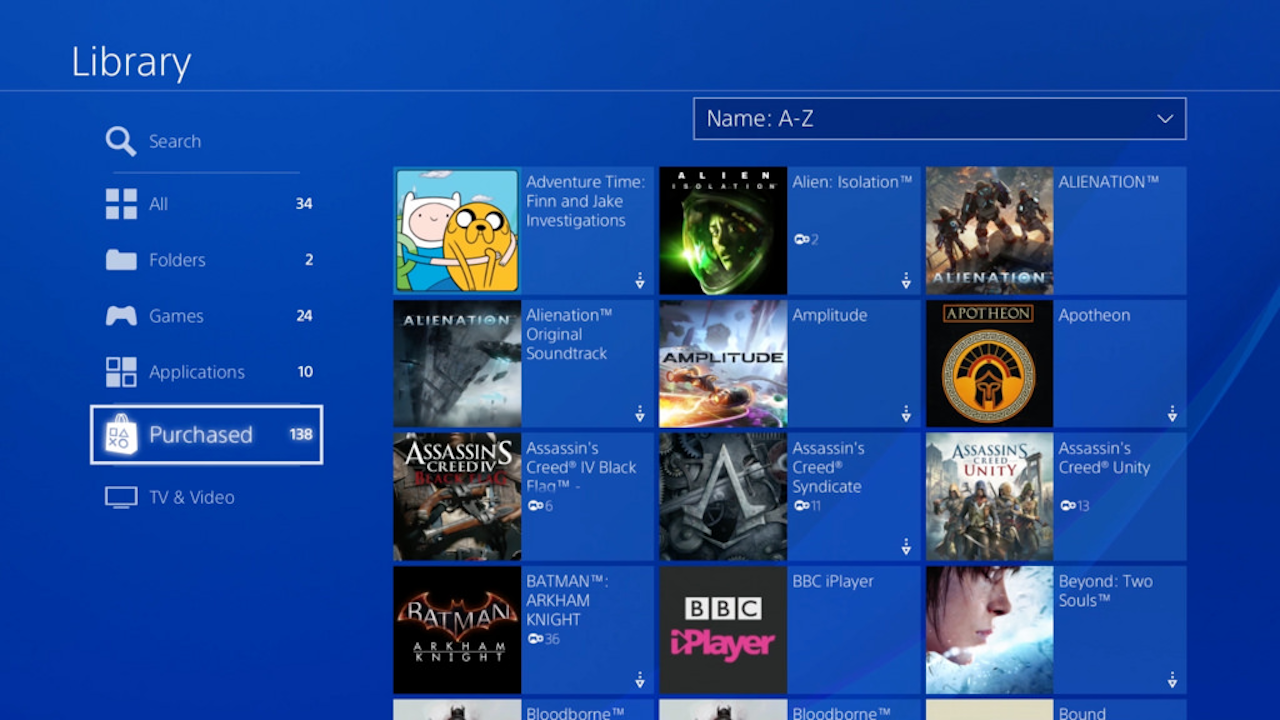 Library
Name: A-Z
Search
All 34
Folders 2
Games 24
Applications 10
Purchased 138
TV & Video
Adventure Time:
Finn and Jake
Investigations
ALIEN
ISOLATION
Alien: Isolation™
2
ALIENATION
ALIENATION™
ALIENATION
Alienation™
Original
Soundtrack
AMPLITUDE
Amplitude
APOTHEON
Apotheon
ASSASSIN'S
CREED IV
BLACK FLAG
Assassin's
Creed® IV Black
Flag™ -
6
Assassin's
Creed®
Syndicate
11
ASSASSIN'S
CREED
UNITY
Assassin's
Creed® Unity
13
BATMAN
ARKHAM
KNIGHT
BATMAN™:
ARKHAM
KNIGHT
36
BBC
iPlayer
BBC iPlayer
Beyond: Two
Souls™
Bloodborne™
Bloodborne™
Bound